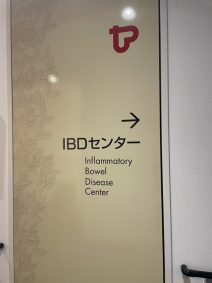 →
IBDセンター
Inflammatory
Bowel
Disease
Center